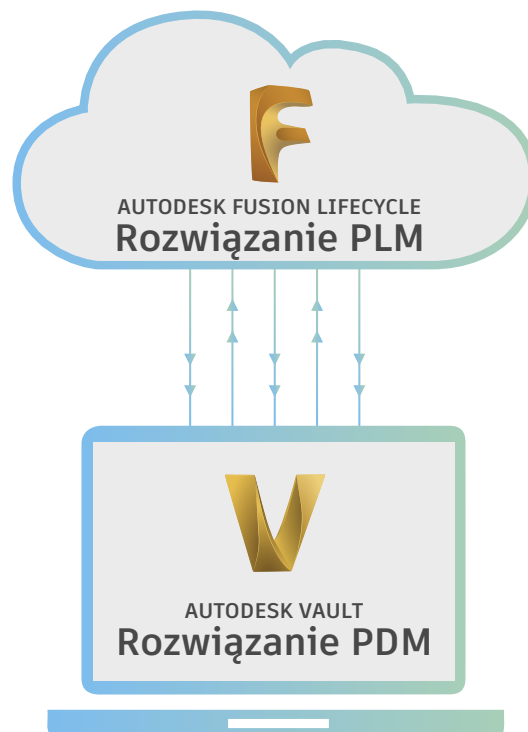 AUTODESK FUSION LIFECYCLE
Rozwiązanie PLM
AUTODESK VAULT
Rozwiązanie PDM